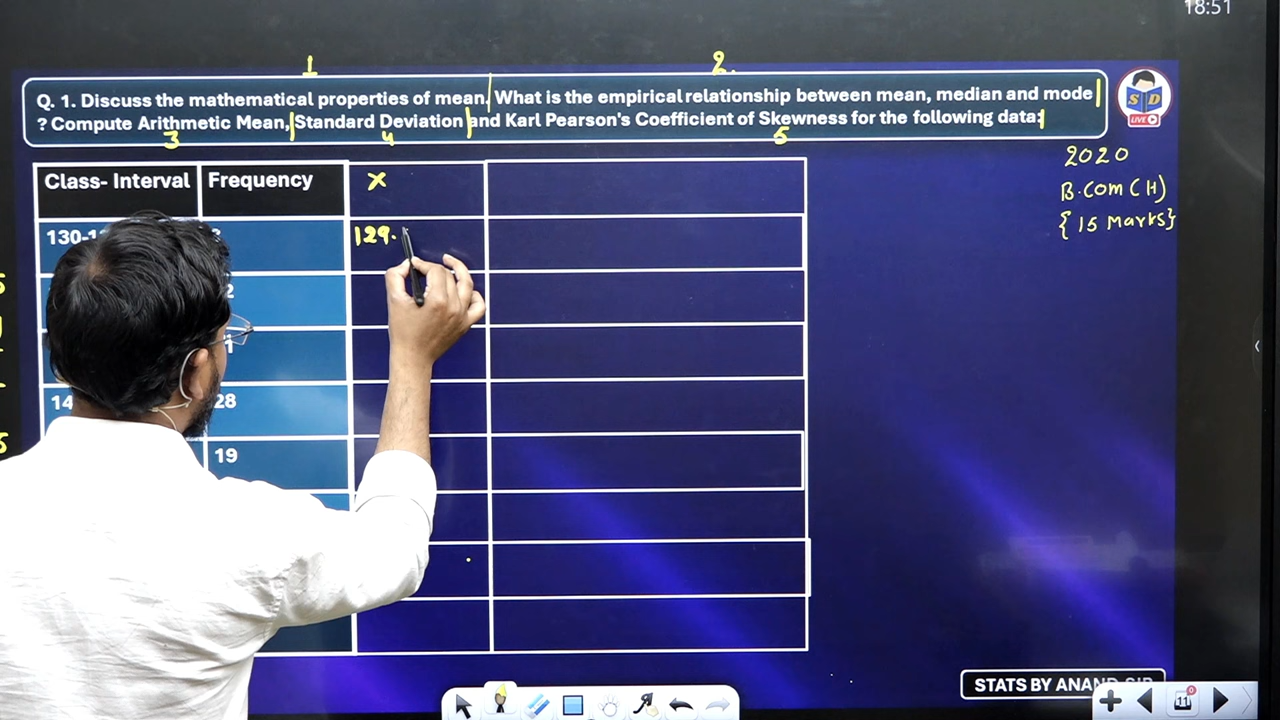 18:51
1
2.
Q. 1. Discuss the mathematical properties of mean. What is the empirical relationship between mean, median and mode
? Compute Arithmetic Mean, Standard Deviation and Karl Pearson's Coefficient of Skewness for the following data:
3 4 5
S D
LIVE
2020
B.COM (H)
{15 Marks}
Class- Interval Frequency X
129.
28
19
STATS BY ANAND SIR
11